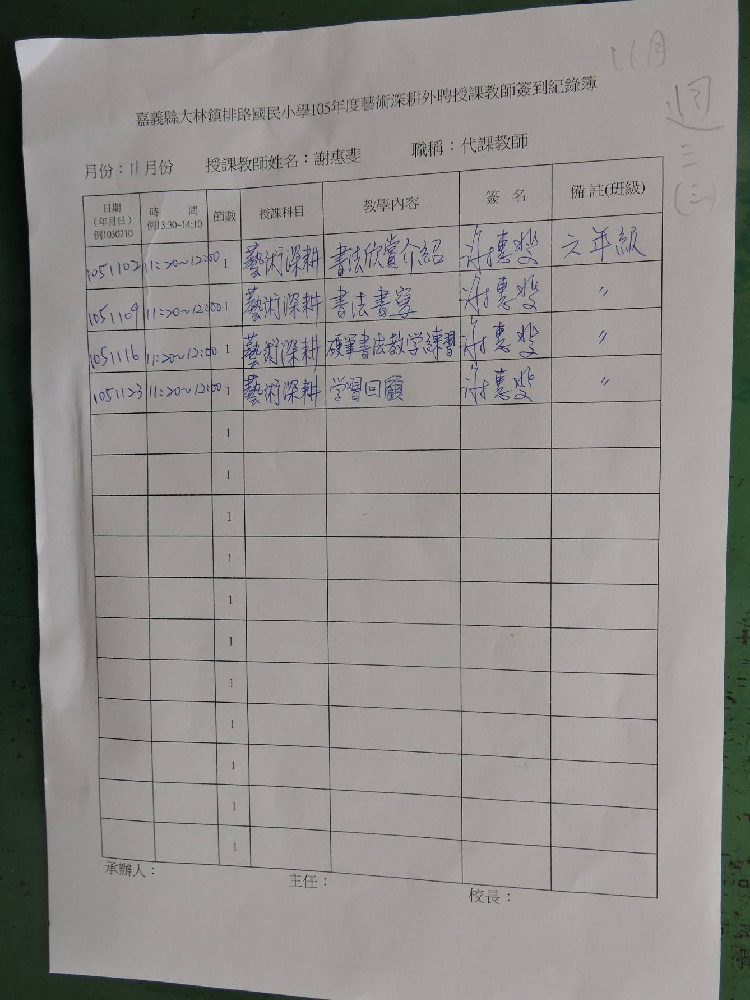 11月
週
三
(三)
嘉義縣大林鎮排路國民小學105年度藝術深耕外聘授課教師簽到紀錄簿
月份：11月份 授課教師姓名：謝惠斐 職稱：代課教師
日期（年月日）例1030210 時 間 例13:30~14:10 節數 授課科目 教學內容 簽 名 備 註(班級)
1051102 11:20~12:00 1 藝術深耕 書法欣賞介紹 謝惠斐 六年級
1051109 11:20~12:00 1 藝術深耕 書法書寫 謝惠斐 〃
1051116 11:20~12:00 1 藝術深耕 硬筆書法教学練習 謝惠斐 〃
1051123 11:20~12:00 1 藝術深耕 学習回顧 謝惠斐 〃
1
1
1
1
1
1
1
1
1
1
1
承辦人： 主任： 校長：